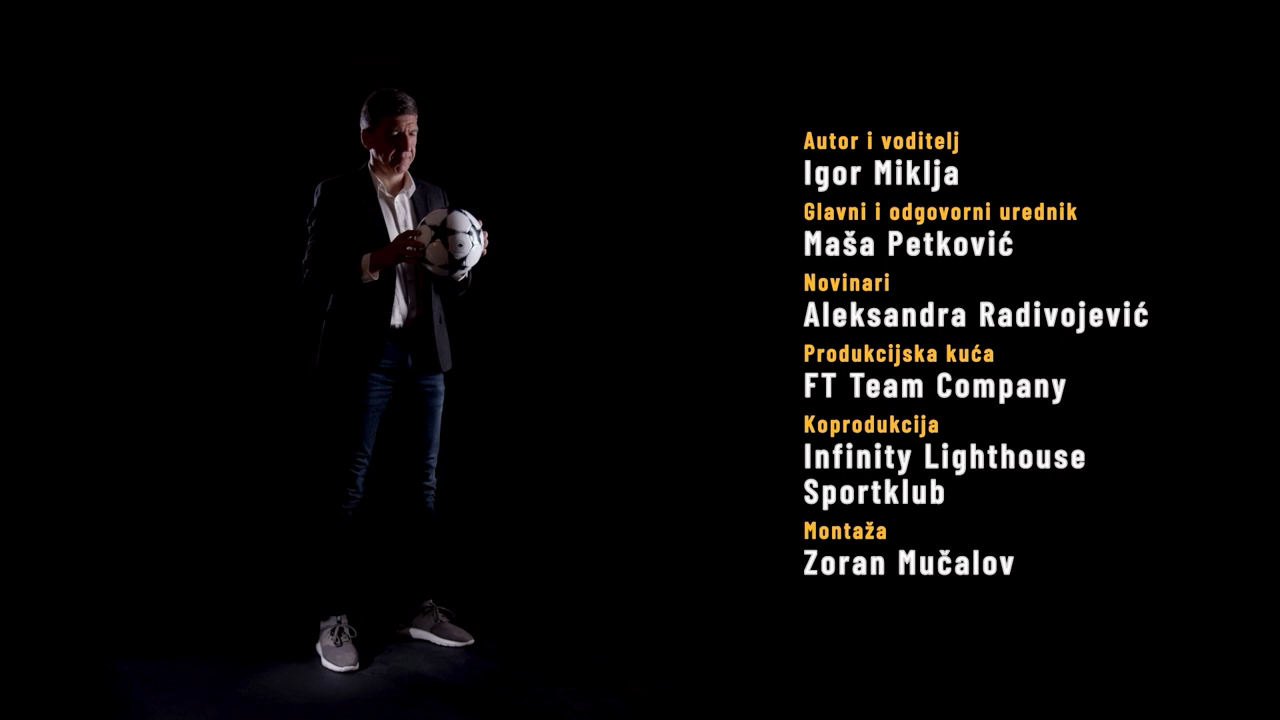 Autor i voditelj
Igor Miklja
Glavni i odgovorni urednik
Maša Petković
Novinari
Aleksandra Radivojević
Produkcijska kuća
FT Team Company
Koprodukcija
Infinity Lighthouse
Sportklub
Montaža
Zoran Mučalov